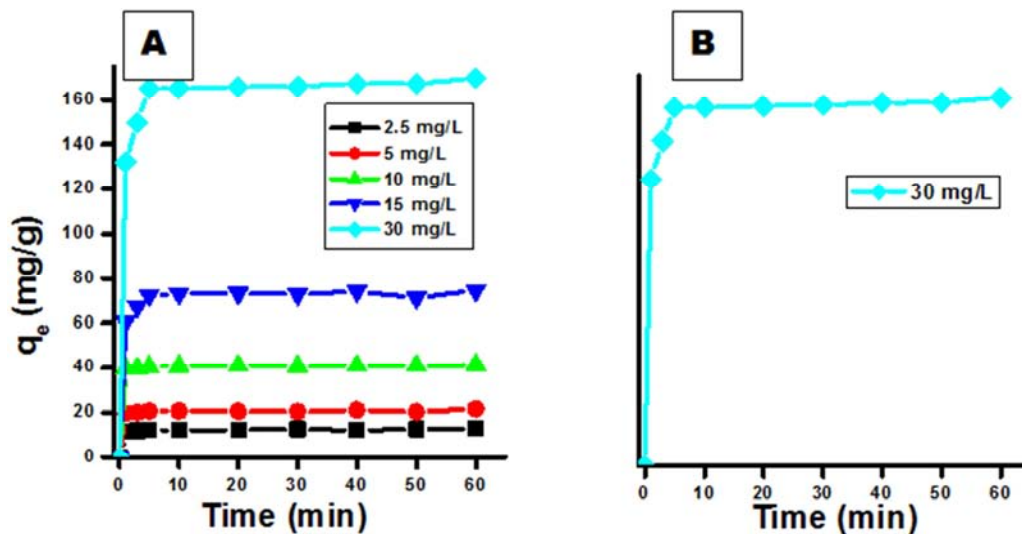 A
B
160
140
120
100
80
60
40
20
0
qe (mg/g)
2.5 mg/L
5 mg/L
10 mg/L
15 mg/L
30 mg/L
30 mg/L
0 10 20 30 40 50 60
0 10 20 30 40 50 60
Time (min)
Time (min)